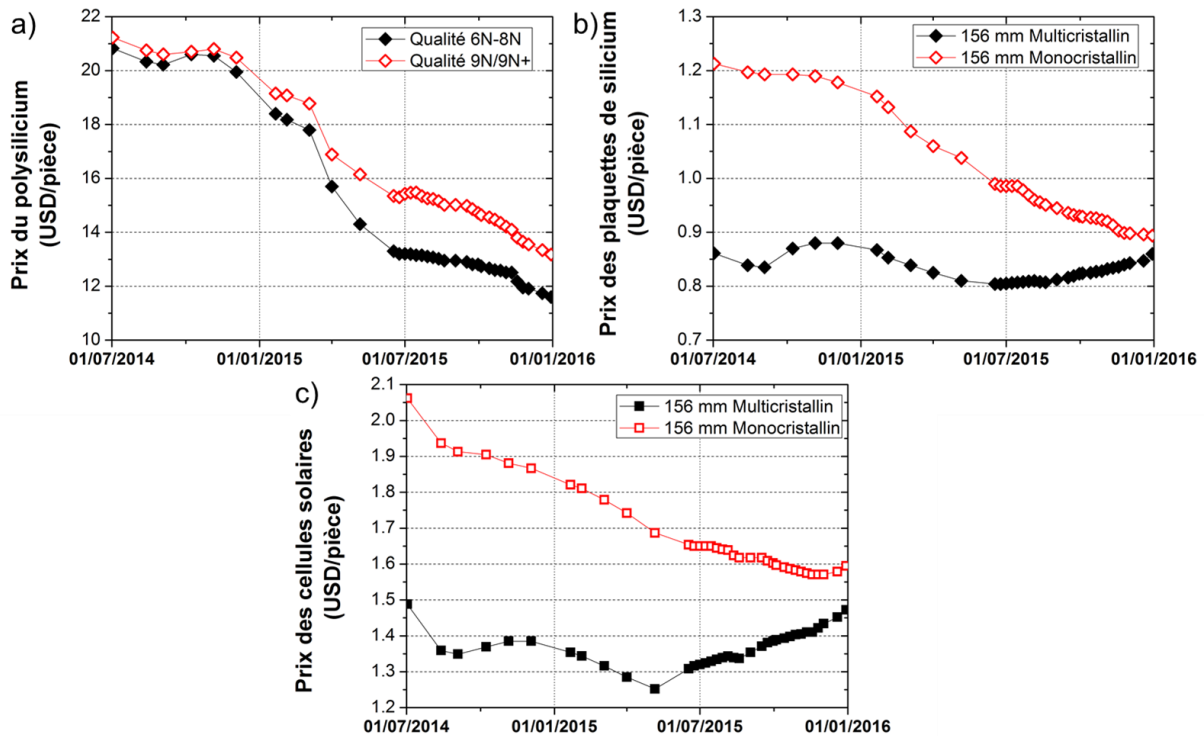 a)
Prix du polysilicium
(USD/pièce)
22
20
18
16
14
12
10
Qualité 6N-8N
Qualité 9N/9N+
01/07/2014
01/01/2015
01/07/2015
01/01/2016
b)
Prix des plaquettes de silicium
(USD/pièce)
1.3
1.2
1.1
1.0
0.9
0.8
0.7
156 mm Multicristallin
156 mm Monocristallin
01/07/2014
01/01/2015
01/07/2015
01/01/2016
c)
Prix des cellules solaires
(USD/pièce)
2.1
2.0
1.9
1.8
1.7
1.6
1.5
1.4
1.3
1.2
156 mm Multicristallin
156 mm Monocristallin
01/07/2014
01/01/2015
01/07/2015
01/01/2016